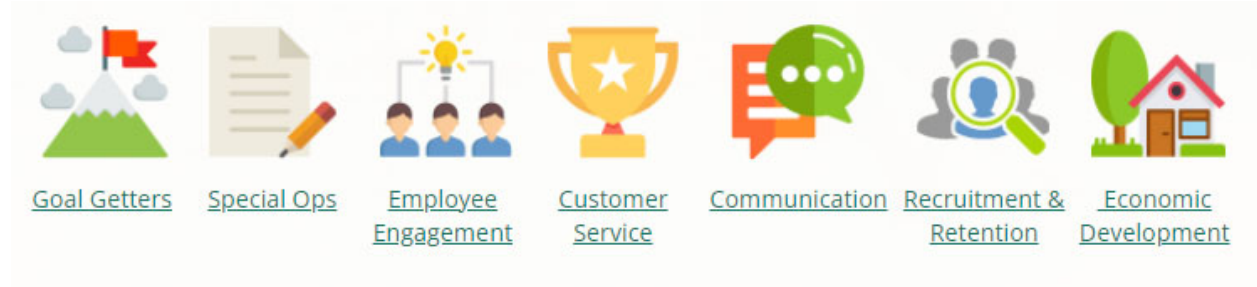 Goal Getters
Special Ops
Employee
Engagement
Customer
Service
Communication
Recruitment &
Retention
Economic
Development